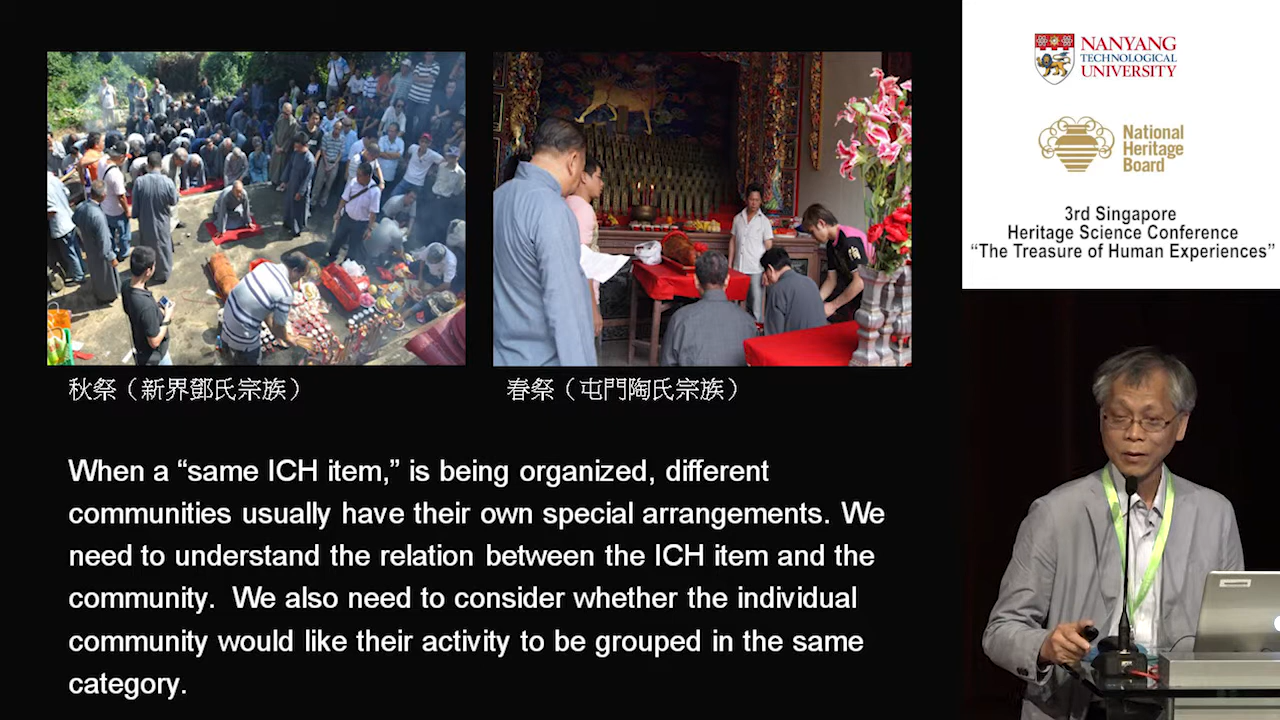 秋祭（新界鄧氏宗族）
春祭（屯門陶氏宗族）
When a “same ICH item,” is being organized, different
communities usually have their own special arrangements. We
need to understand the relation between the ICH item and the
community.  We also need to consider whether the individual
community would like their activity to be grouped in the same
category.
NANYANG
TECHNOLOGICAL
UNIVERSITY
National
Heritage
Board
3rd Singapore
Heritage Science Conference
“The Treasure of Human Experiences”